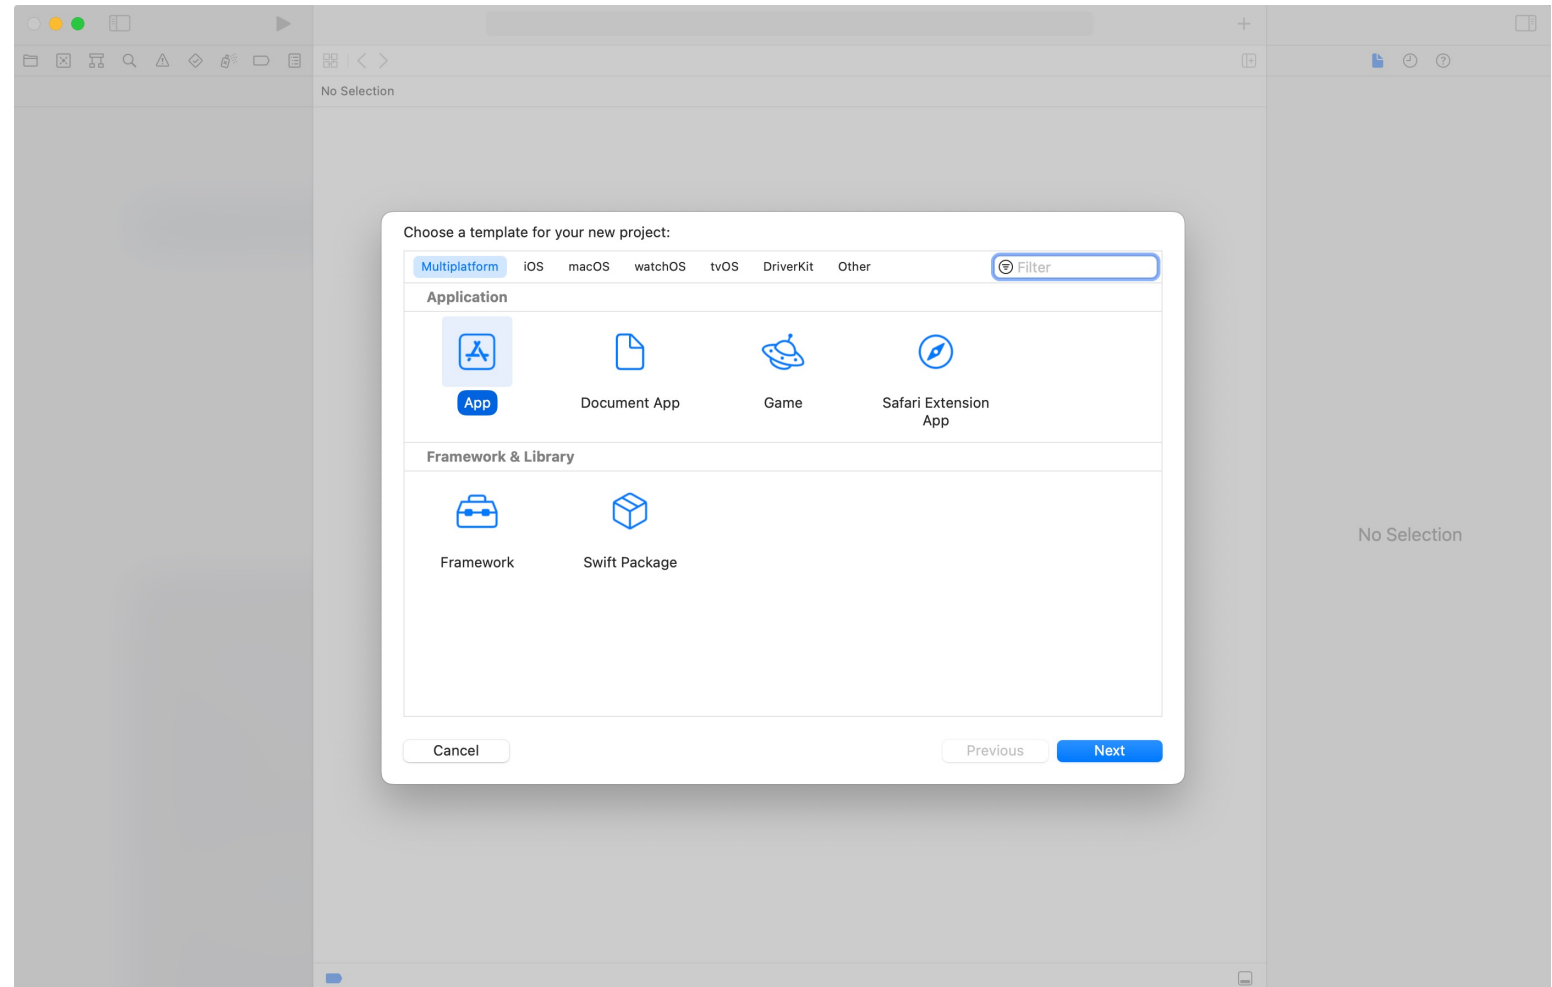 No Selection
Choose a template for your new project:
Multiplatform iOS macOS watchOS tvOS DriverKit Other Filter
Application
App Document App Game Safari Extension App
Framework & Library
Framework Swift Package
No Selection
Cancel Previous Next